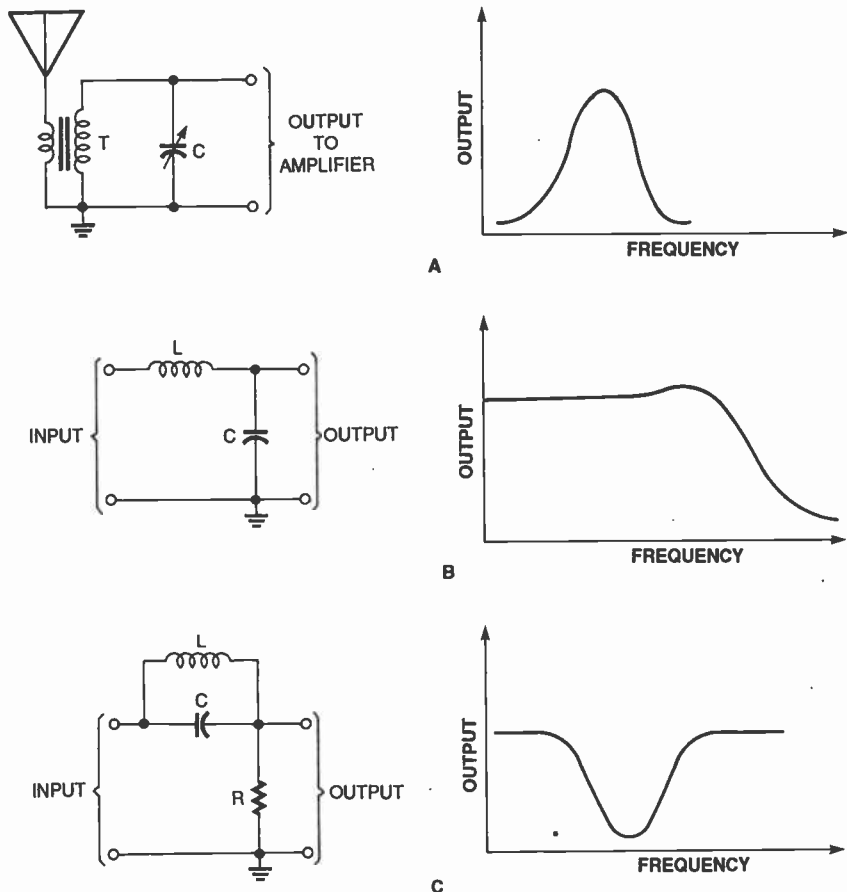 T
C
OUTPUT
TO
AMPLIFIER
OUTPUT
FREQUENCY
A
L
INPUT
C
OUTPUT
OUTPUT
FREQUENCY
B
L
C
INPUT
R
OUTPUT
OUTPUT
FREQUENCY
C